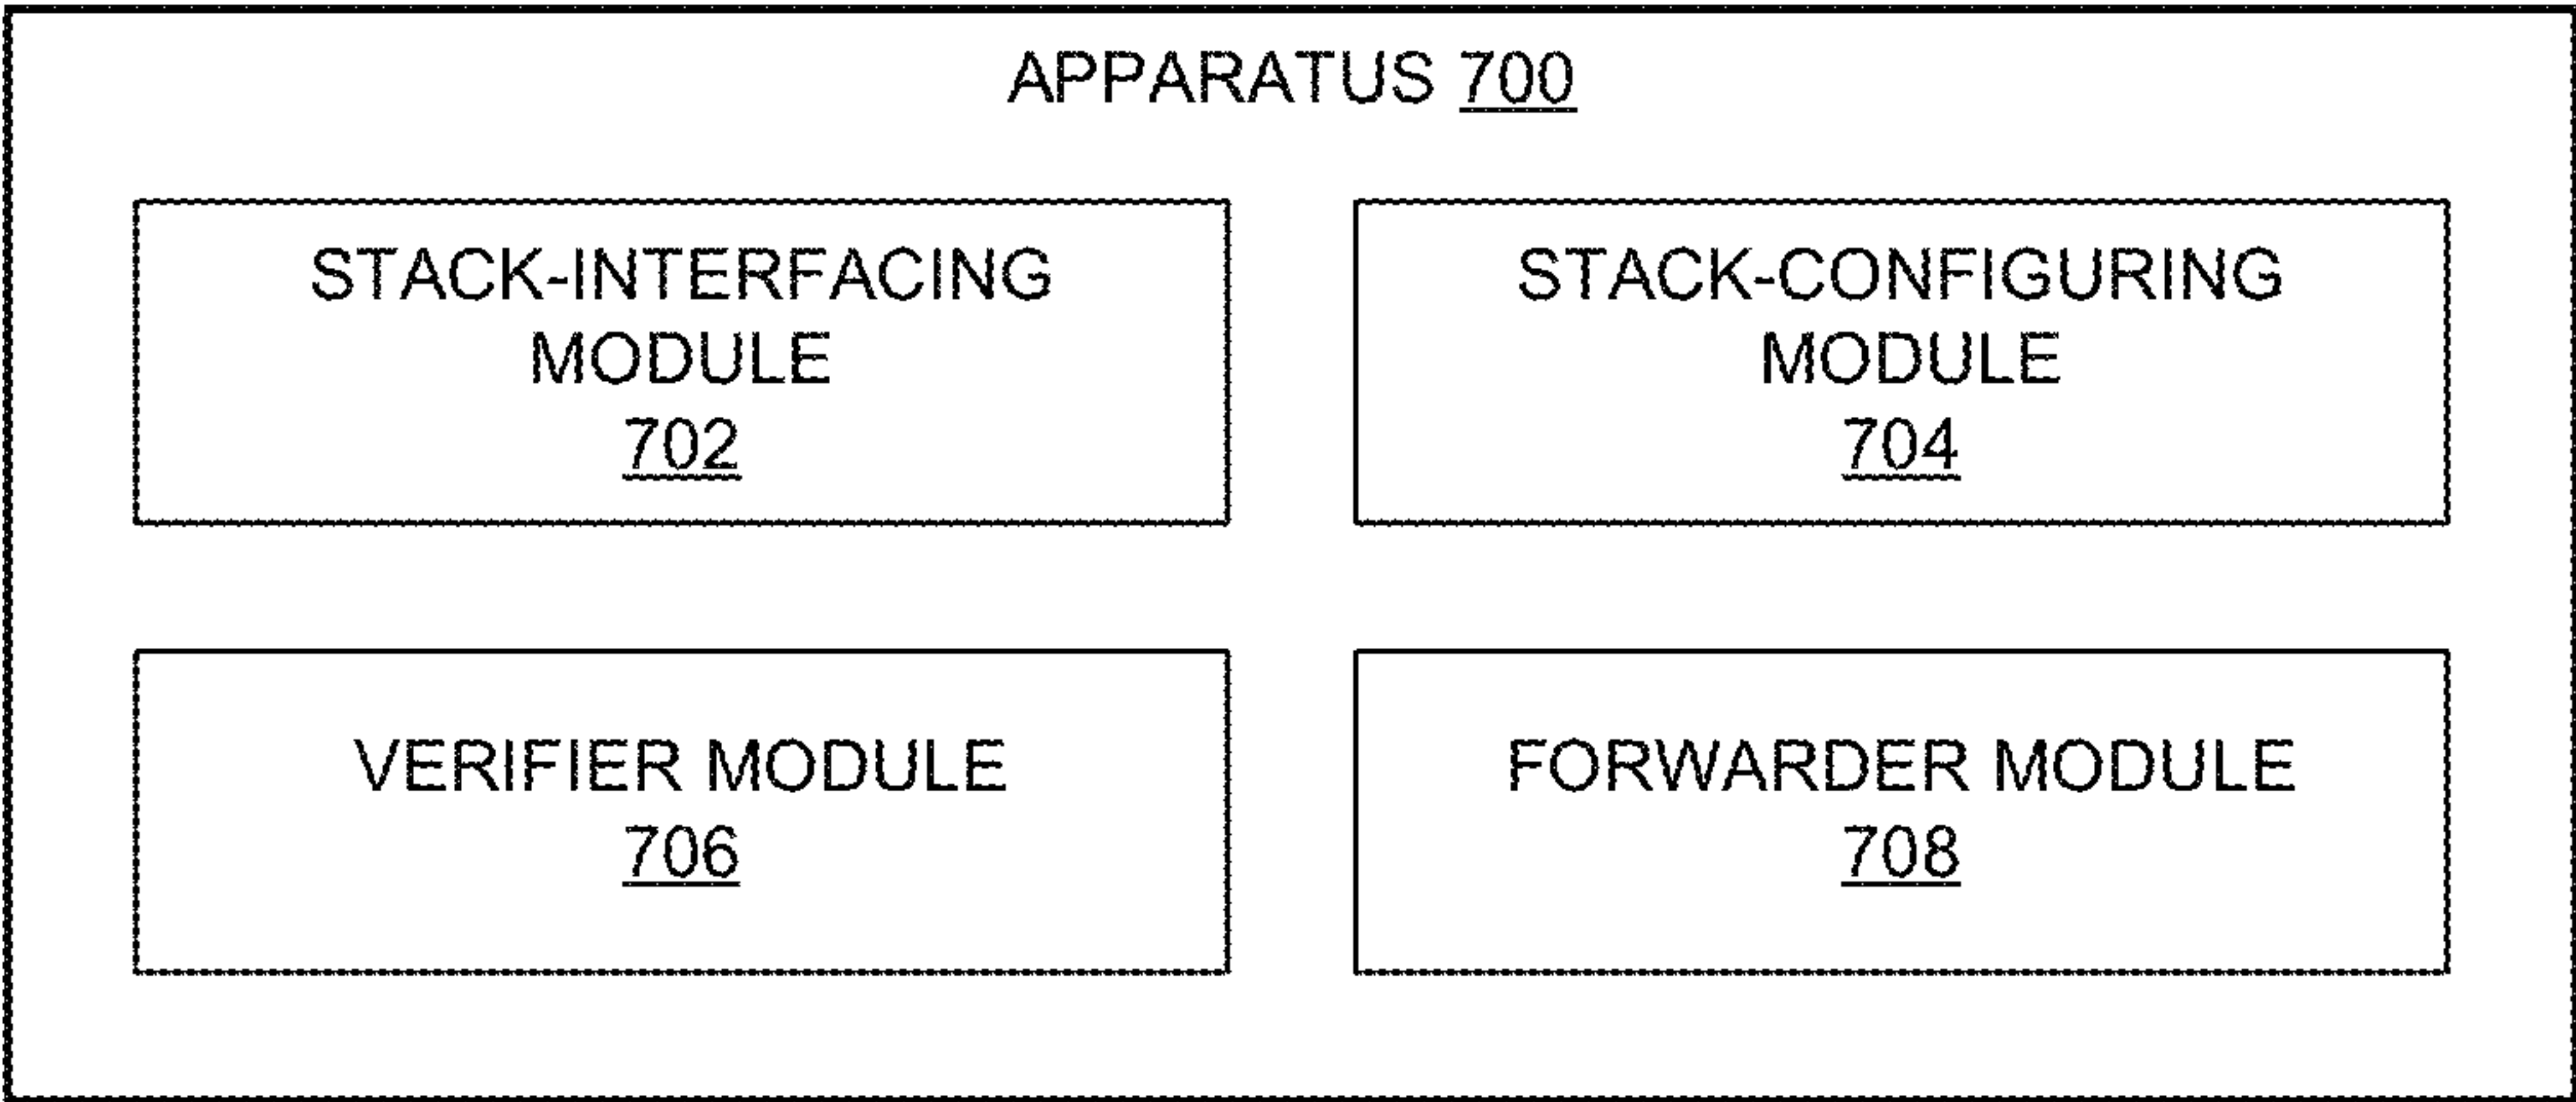 APPARATUS 700
STACK-INTERFACING
MODULE
702
STACK-CONFIGURING
MODULE
704
VERIFIER MODULE
706
FORWARDER MODULE
708